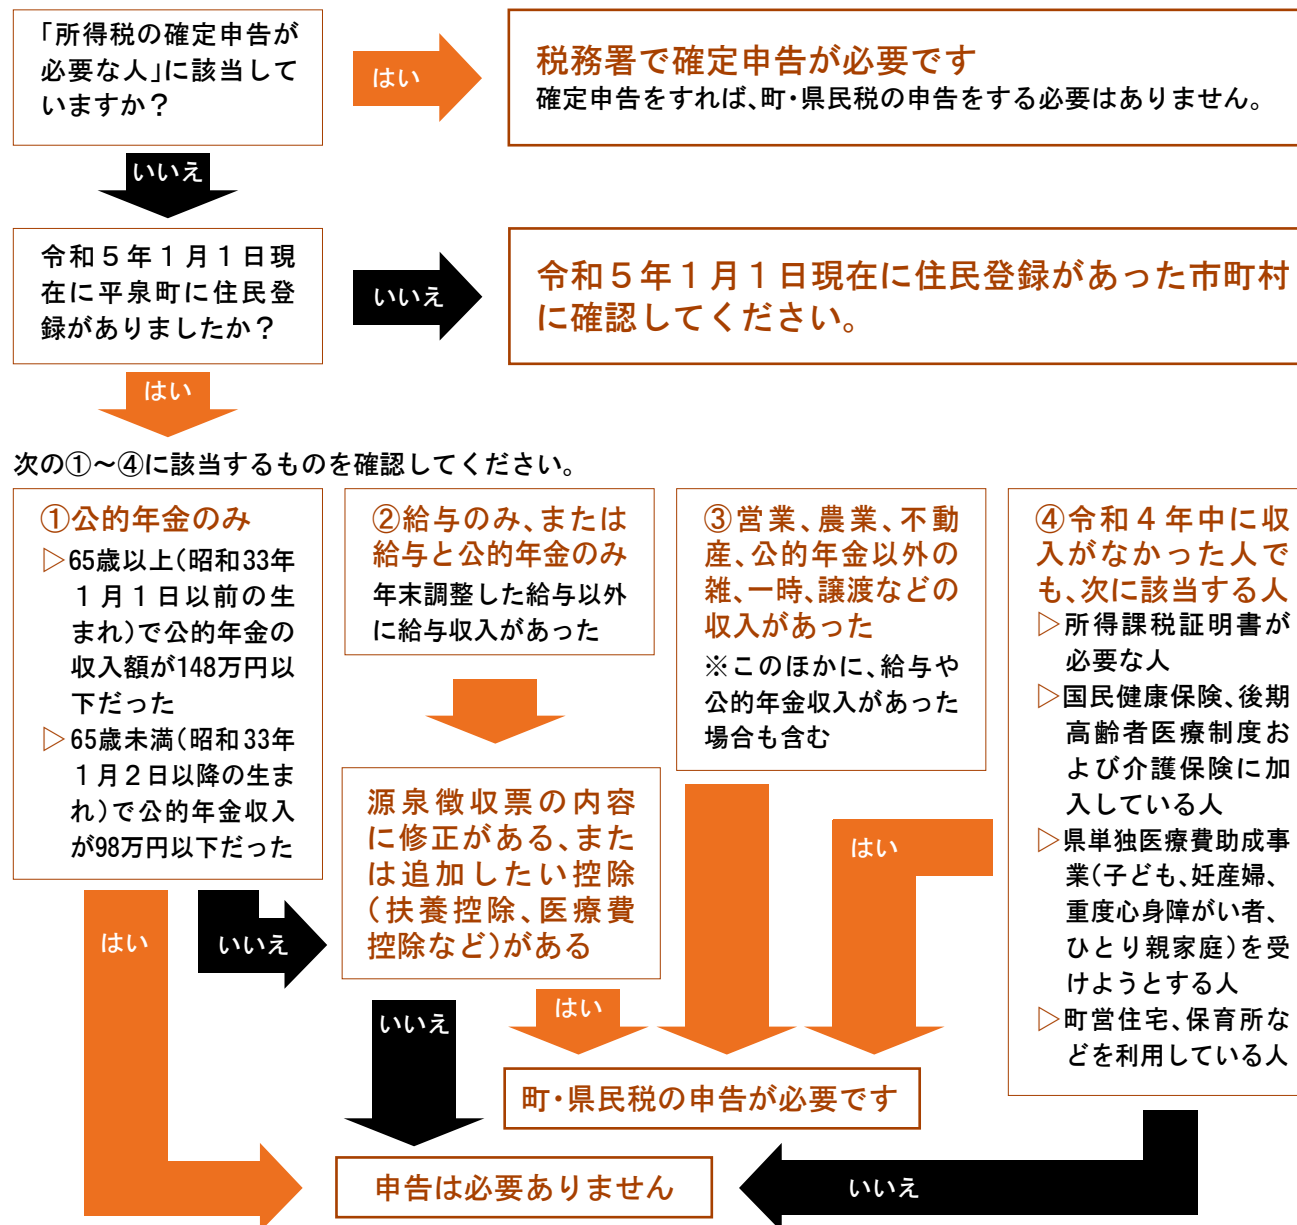 「所得税の確定申告が
必要な人」に該当して
いますか？
はい
税務署で確定申告が必要です
確定申告をすれば、町・県民税の申告をする必要はありません。
いいえ
令和５年１月１日現
在に平泉町に住民登
録がありましたか？
いいえ
令和５年１月１日現在に住民登録があった市町村
に確認してください。
はい
次の①～④に該当するものを確認してください。
①公的年金のみ
▷65歳以上（昭和33年
１月１日以前の生
まれ）で公的年金の
収入額が148万円以
下だった
▷65歳未満（昭和33年
１月２日以降の生ま
れ）で公的年金収入
が98万円以下だった
②給与のみ、または
給与と公的年金のみ
年末調整した給与以外
に給与収入があった
③営業、農業、不動
産、公的年金以外の
雑、一時、譲渡などの
収入があった
※このほかに、給与や
公的年金収入があった
場合も含む
④令和４年中に収
入がなかった人で
も、次に該当する人
▷所得課税証明書が
必要な人
▷国民健康保険、後期
高齢者医療制度お
よび介護保険に加
入している人
▷県単独医療費助成事
業（子ども、妊産婦、
重度心身障がい者、
ひとり親家庭）を受
けようとする人
▷町営住宅、保育所な
どを利用している人
源泉徴収票の内容
に修正がある、また
は追加したい控除
（扶養控除、医療費
控除など）がある
はい
はい
いいえ
いいえ
はい
町・県民税の申告が必要です
申告は必要ありません
いいえ